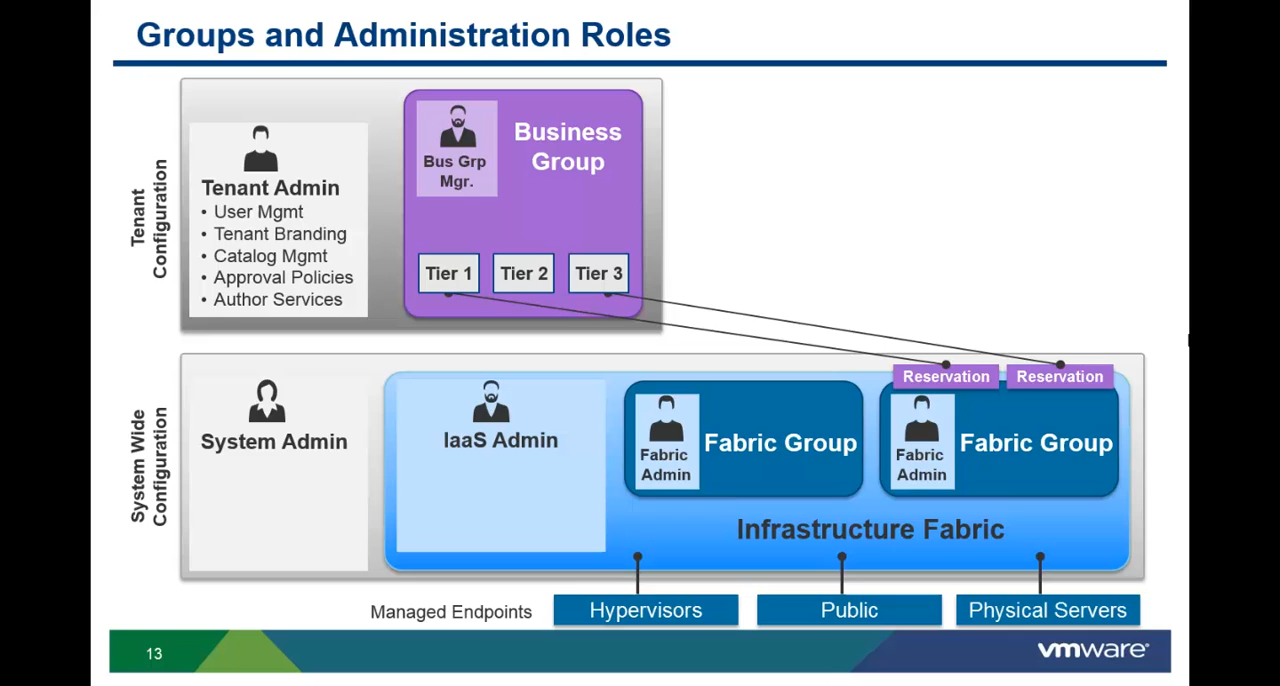 Groups and Administration Roles
Tenant
Configuration
Tenant Admin
• User Mgmt
• Tenant Branding
• Catalog Mgmt
• Approval Policies
• Author Services
Bus Grp
Mgr.
Business
Group
Tier 1
Tier 2
Tier 3
System Wide
Configuration
System Admin
IaaS Admin
Fabric
Admin
Fabric Group
Reservation
Reservation
Fabric
Admin
Fabric Group
Infrastructure Fabric
Managed Endpoints
Hypervisors
Public
Physical Servers
13
vmware®